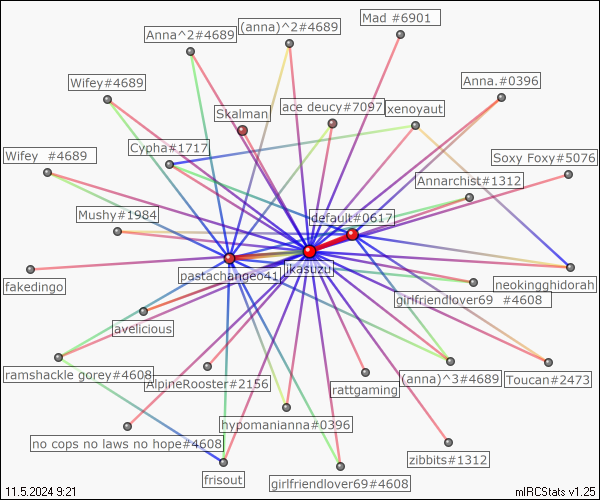 Mad #6901
(anna)^2#4689
Anna^2#4689
Wifey#4689
Anna.#0396
ace deucy#7097
xenoyaut
Skalman
Cypha#1717
Wifey  #4689
Soxy Foxy#5076
Annarchist#1312
Mushy#1984
default#0617
pastachangeo41
likasuzuj
fakedingo
neokingghidorah
girlfriendlover69  #4608
avelicious
ramshackle gorey#4608
AlpineRooster#2156
rattgaming
(anna)^3#4689
Toucan#2473
hypomanianna#0396
no cops no laws no hope#4608
zibbits#1312
frisout
girlfriendlover69#4608
11.5.2024 9:21
mIRCStats v1.25